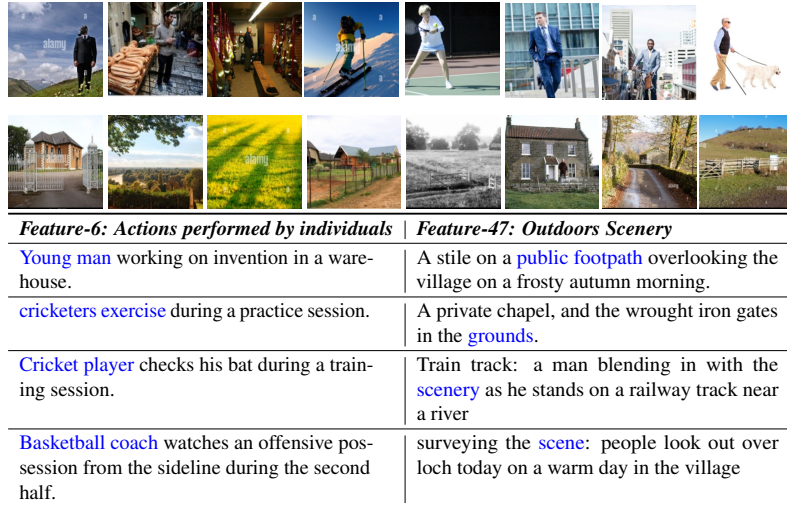 alamy
alamy
Feature-6: Actions performed by individuals | Feature-47: Outdoors Scenery
Young man working on invention in a ware-
house.
A stile on a public footpath overlooking the
village on a frosty autumn morning.
cricketers exercise during a practice session.
A private chapel, and the wrought iron gates
in the grounds.
Cricket player checks his bat during a train-
ing session.
Train track: a man blending in with the
scenery as he stands on a railway track near
a river
Basketball coach watches an offensive pos-
session from the sideline during the second
half.
surveying the scene: people look out over
loch today on a warm day in the village